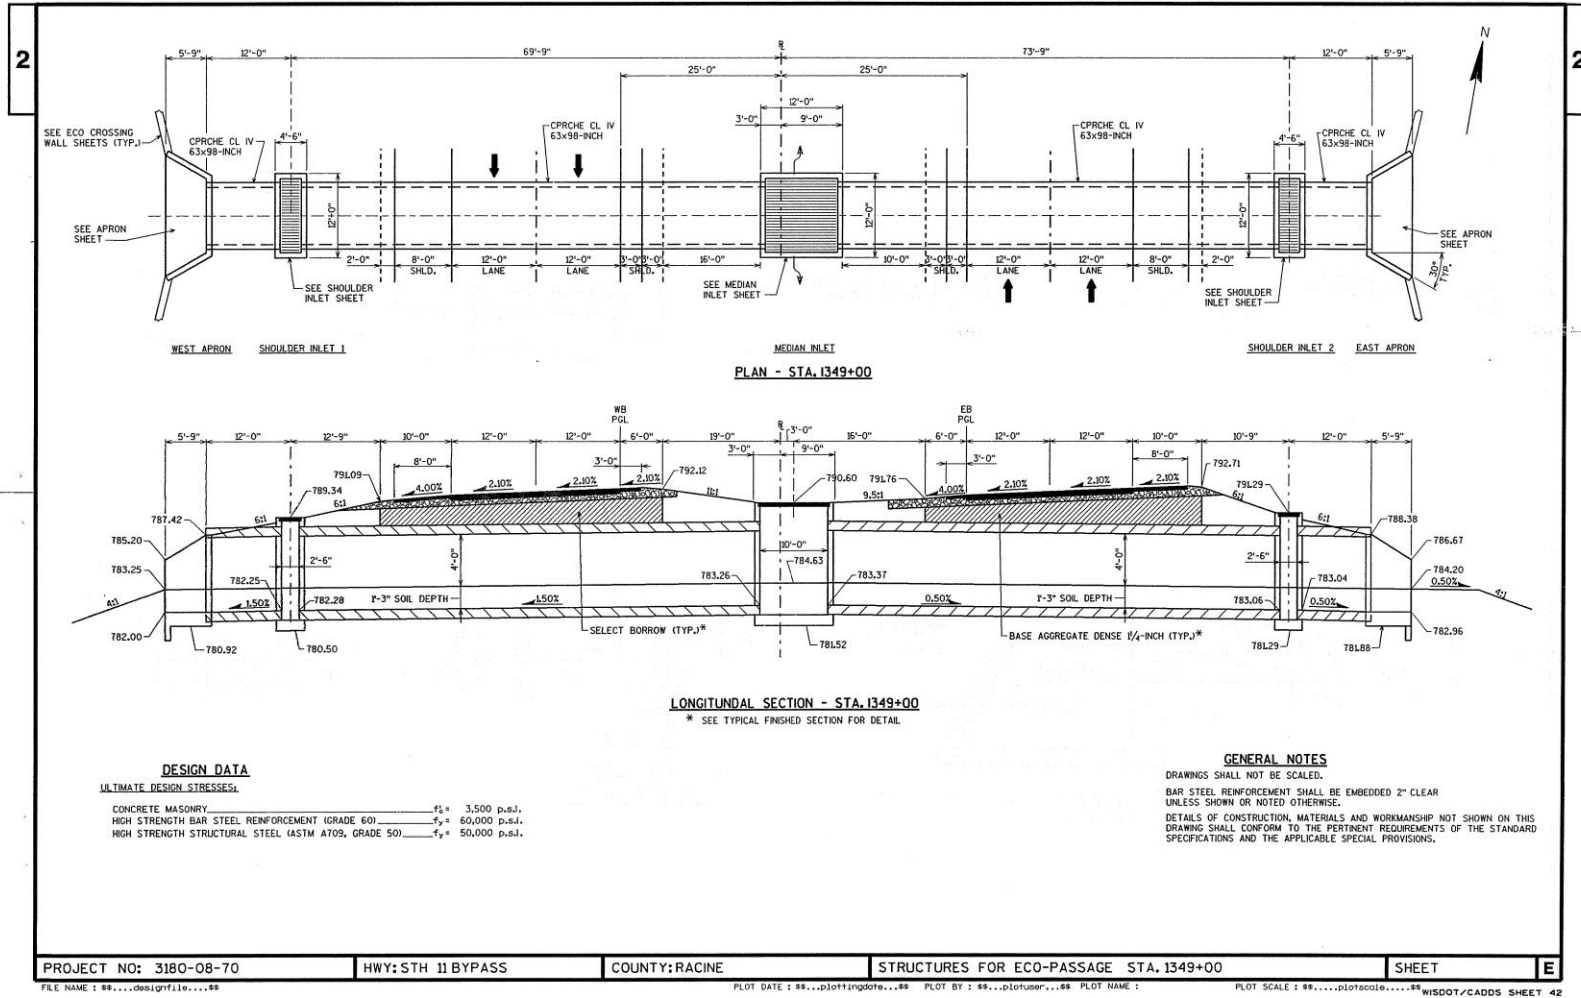 2
2
5'-9"
12'-0"
69'-9"
73'-9"
12'-0"
5'-9"
N
25'-0"
25'-0"
12'-0"
3'-0"
9'-0"
SEE ECO CROSSING
WALL SHEETS (TYP.)
CPRCHE CL IV
63x98-INCH
4'-6"
CPRCHE CL IV
63x98-INCH
CPRCHE CL IV
63x98-INCH
4'-6"
CPRCHE CL IV
63x98-INCH
12'-0"
12'-0"
12'-0"
SEE APRON
SHEET
SEE APRON
SHEET
30°
TYP.
2'-0"
8'-0"
SHLD.
12'-0"
LANE
12'-0"
LANE
3'-0"
3'-0"
SHLD.
16'-0"
10'-0"
3'-0"
3'-0"
SHLD.
12'-0"
LANE
12'-0"
LANE
8'-0"
SHLD.
2'-0"
SEE SHOULDER
INLET SHEET
SEE MEDIAN
INLET SHEET
SEE SHOULDER
INLET SHEET
WEST APRON
SHOULDER INLET 1
MEDIAN INLET
SHOULDER INLET 2
EAST APRON
PLAN - STA. 1349+00
WB
PGL
EB
PGL
5'-9"
12'-0"
12'-9"
10'-0"
12'-0"
12'-0"
6'-0"
19'-0"
3'-0"
16'-0"
6'-0"
12'-0"
12'-0"
10'-0"
10'-9"
12'-0"
5'-9"
8'-0"
3'-0"
3'-0"
9'-0"
3'-0"
8'-0"
791.09
789.34
4.00%
2.10%
2.10%
2.10%
792.12
11:1
790.60
791.76
9.5:1
4.00%
2.10%
2.10%
2.10%
792.71
791.29
6:1
6:1
6:1
6:1
787.42
788.38
785.20
786.67
783.25
784.20
0.50%
4:1
4:1
2'-6"
4'-0"
10'-0"
784.63
4'-0"
2'-6"
782.25
782.28
783.26
783.37
783.06
783.04
1.50%
1'-3" SOIL DEPTH
1.50%
0.50%
1'-3" SOIL DEPTH
0.50%
782.00
782.96
780.92
780.50
SELECT BORROW (TYP.)*
781.52
BASE AGGREGATE DENSE 1¼-INCH (TYP.)*
781.29
781.88
LONGITUNDAL SECTION - STA. 1349+00
* SEE TYPICAL FINISHED SECTION FOR DETAIL
DESIGN DATA
ULTIMATE DESIGN STRESSES:
CONCRETE MASONRY f'c = 3,500 p.s.i.
HIGH STRENGTH BAR STEEL REINFORCEMENT (GRADE 60) fy = 60,000 p.s.i.
HIGH STRENGTH STRUCTURAL STEEL (ASTM A709, GRADE 50) fy = 50,000 p.s.i.
GENERAL NOTES
DRAWINGS SHALL NOT BE SCALED.
BAR STEEL REINFORCEMENT SHALL BE EMBEDDED 2" CLEAR
UNLESS SHOWN OR NOTED OTHERWISE.
DETAILS OF CONSTRUCTION, MATERIALS AND WORKMANSHIP NOT SHOWN ON THIS
DRAWING SHALL CONFORM TO THE PERTINENT REQUIREMENTS OF THE STANDARD
SPECIFICATIONS AND THE APPLICABLE SPECIAL PROVISIONS.
PROJECT NO: 3180-08-70
HWY: STH 11 BYPASS
COUNTY: RACINE
STRUCTURES FOR ECO-PASSAGE STA. 1349+00
SHEET
E
FILE NAME : $$....designfile....$$
PLOT DATE : $$...plottingdate...$$
PLOT BY : $$...plotuser...$$
PLOT NAME :
PLOT SCALE : $$.....plotscale.....$$
WISDOT/CADDS SHEET 42